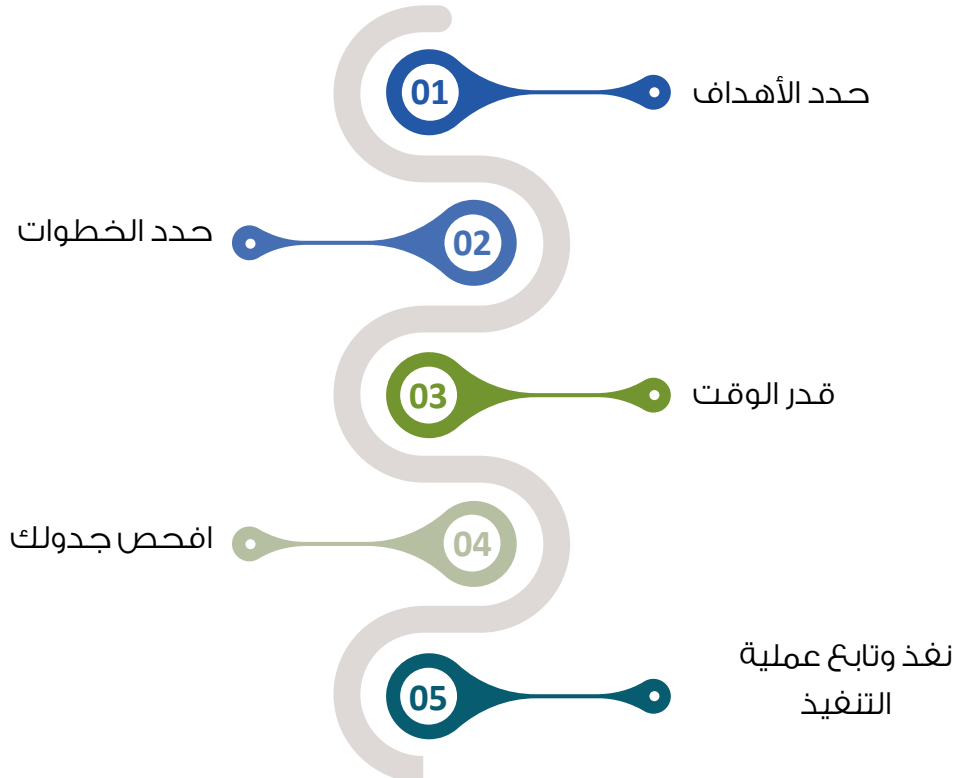 01
حدد الأهداف
02
حدد الخطوات
03
قدر الوقت
04
افحص جدولك
05
نفذ وتابع عملية
التنفيذ